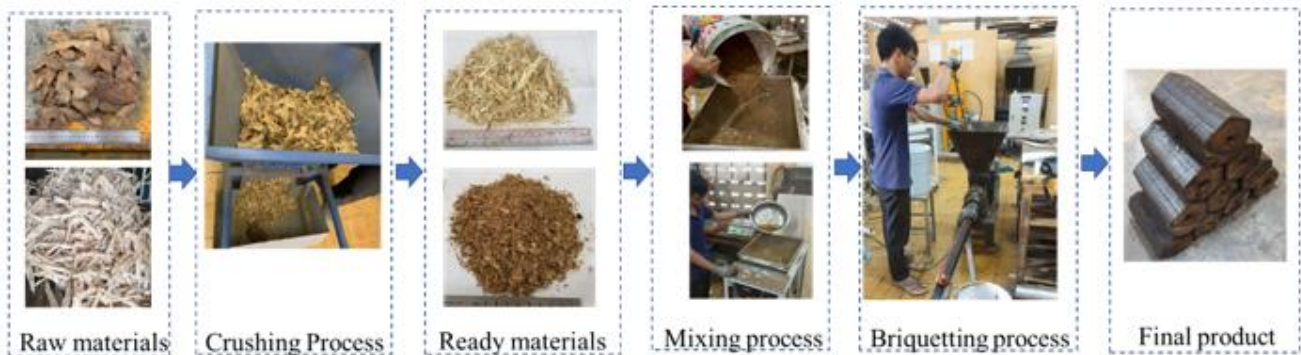 Raw materials
Crushing Process
Ready materials
Mixing process
Briquetting process
Final product